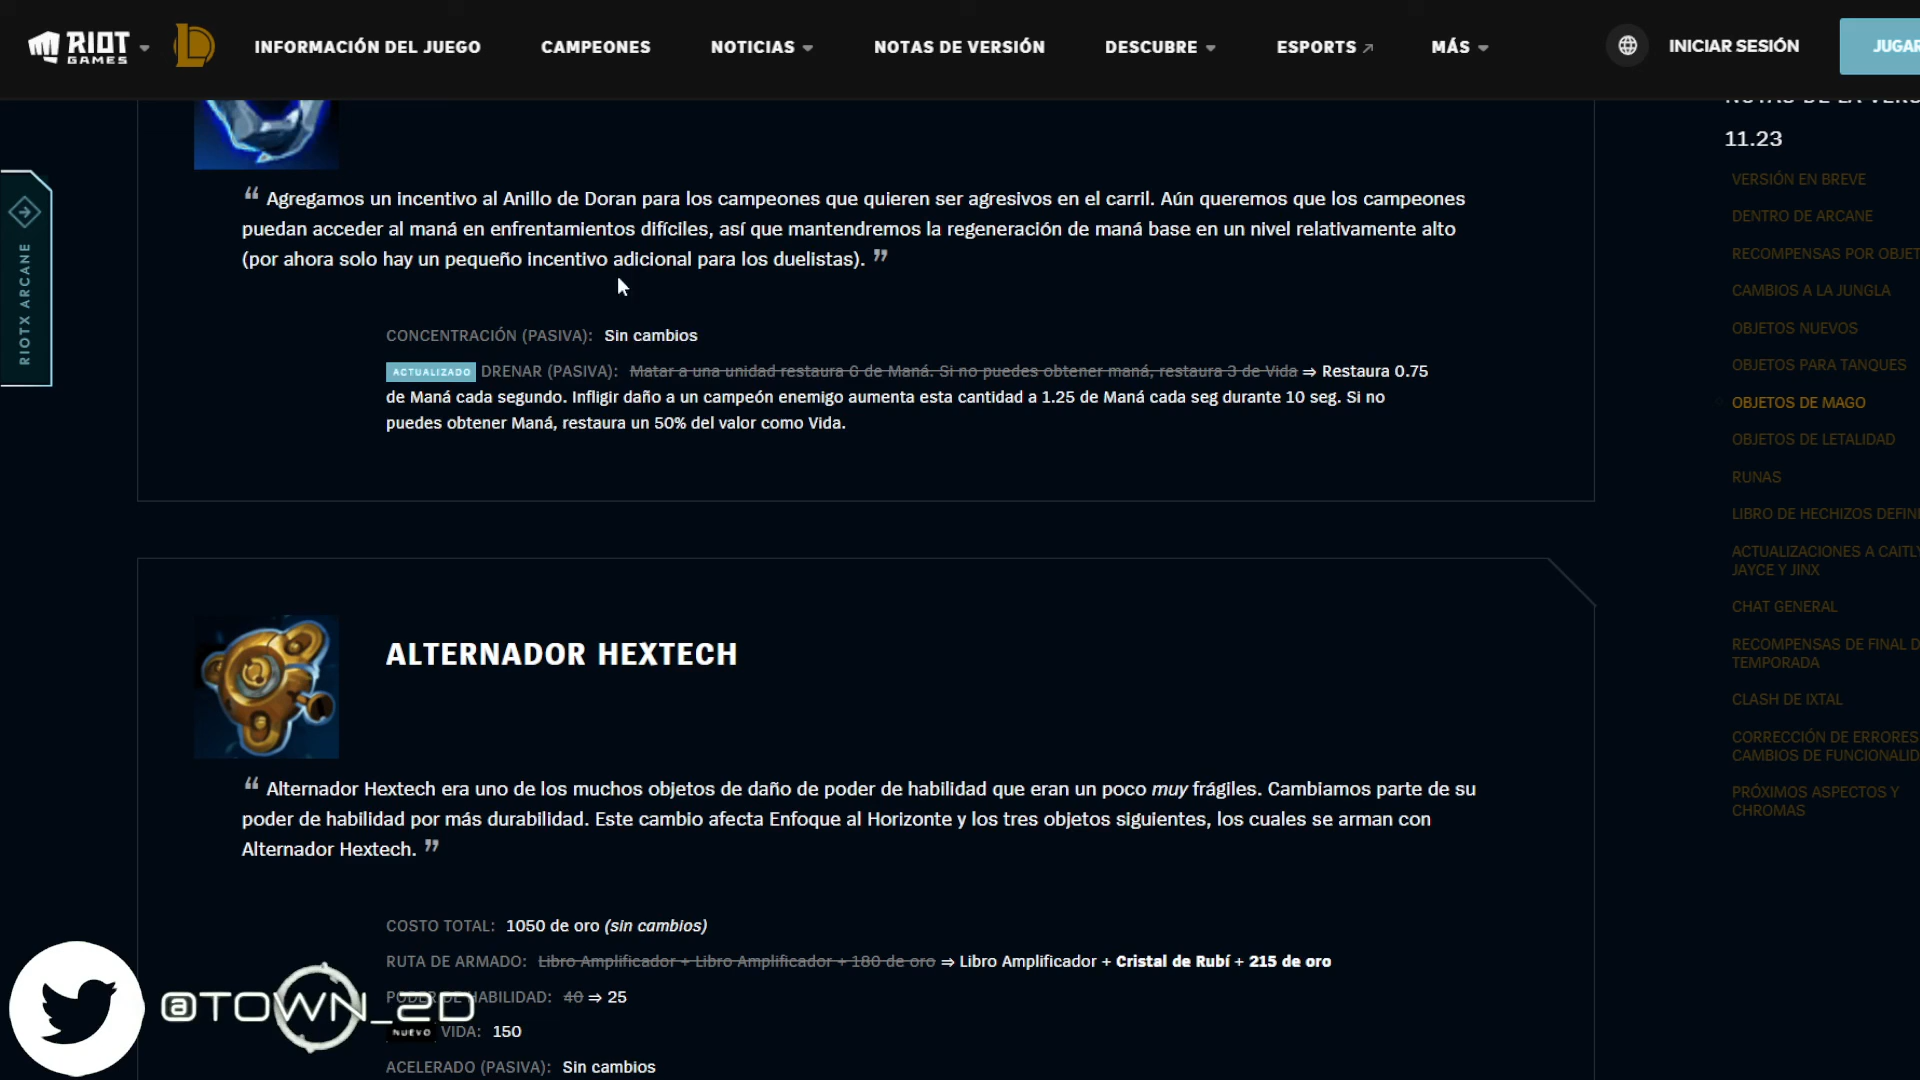 RIOT GAMES
INFORMACIÓN DEL JUEGO
CAMPEONES
NOTICIAS
NOTAS DE VERSIÓN
DESCUBRE
ESPORTS
MÁS
INICIAR SESIÓN
JUGAR
RIOTX ARCANE
“ Agregamos un incentivo al Anillo de Doran para los campeones que quieren ser agresivos en el carril. Aún queremos que los campeones
puedan acceder al maná en enfrentamientos difíciles, así que mantendremos la regeneración de maná base en un nivel relativamente alto
(por ahora solo hay un pequeño incentivo adicional para los duelistas). ”
CONCENTRACIÓN (PASIVA): Sin cambios
ACTUALIZADO DRENAR (PASIVA): Matar a una unidad restaura 6 de Maná. Si no puedes obtener maná, restaura 3 de Vida ⇒ Restaura 0.75
de Maná cada segundo. Infligir daño a un campeón enemigo aumenta esta cantidad a 1.25 de Maná cada seg durante 10 seg. Si no
puedes obtener Maná, restaura un 50% del valor como Vida.
ALTERNADOR HEXTECH
“ Alternador Hextech era uno de los muchos objetos de daño de poder de habilidad que eran un poco muy frágiles. Cambiamos parte de su
poder de habilidad por más durabilidad. Este cambio afecta Enfoque al Horizonte y los tres objetos siguientes, los cuales se arman con
Alternador Hextech. ”
COSTO TOTAL: 1050 de oro (sin cambios)
RUTA DE ARMADO: Libro Amplificador + Libro Amplificador + 180 de oro ⇒ Libro Amplificador + Cristal de Rubí + 215 de oro
PODER DE HABILIDAD: 40 ⇒ 25
NUEVO VIDA: 150
ACELERADO (PASIVA): Sin cambios
@TOWN_2D
NOTAS DE LA VERS
11.23
VERSIÓN EN BREVE
DENTRO DE ARCANE
RECOMPENSAS POR OBJET
CAMBIOS A LA JUNGLA
OBJETOS NUEVOS
OBJETOS PARA TANQUES
OBJETOS DE MAGO
OBJETOS DE LETALIDAD
RUNAS
LIBRO DE HECHIZOS DEFINI
ACTUALIZACIONES A CAITLY
JAYCE Y JINX
CHAT GENERAL
RECOMPENSAS DE FINAL D
TEMPORADA
CLASH DE IXTAL
CORRECCIÓN DE ERRORES
CAMBIOS DE FUNCIONALID
PRÓXIMOS ASPECTOS Y
CHROMAS